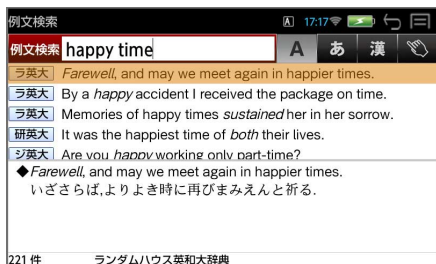 例文検索 A 17:17
例文検索 happy time A あ 漢
ラ英大 Farewell, and may we meet again in happier times.
ラ英大 By a happy accident I received the package on time.
ラ英大 Memories of happy times sustained her in her sorrow.
研英大 It was the happiest time of both their lives.
ジ英大 Are you happy working only part-time?
◆Farewell, and may we meet again in happier times.
いざさらば,よりよき時に再びまみえんと祈る.
221 件 ランダムハウス英和大辞典